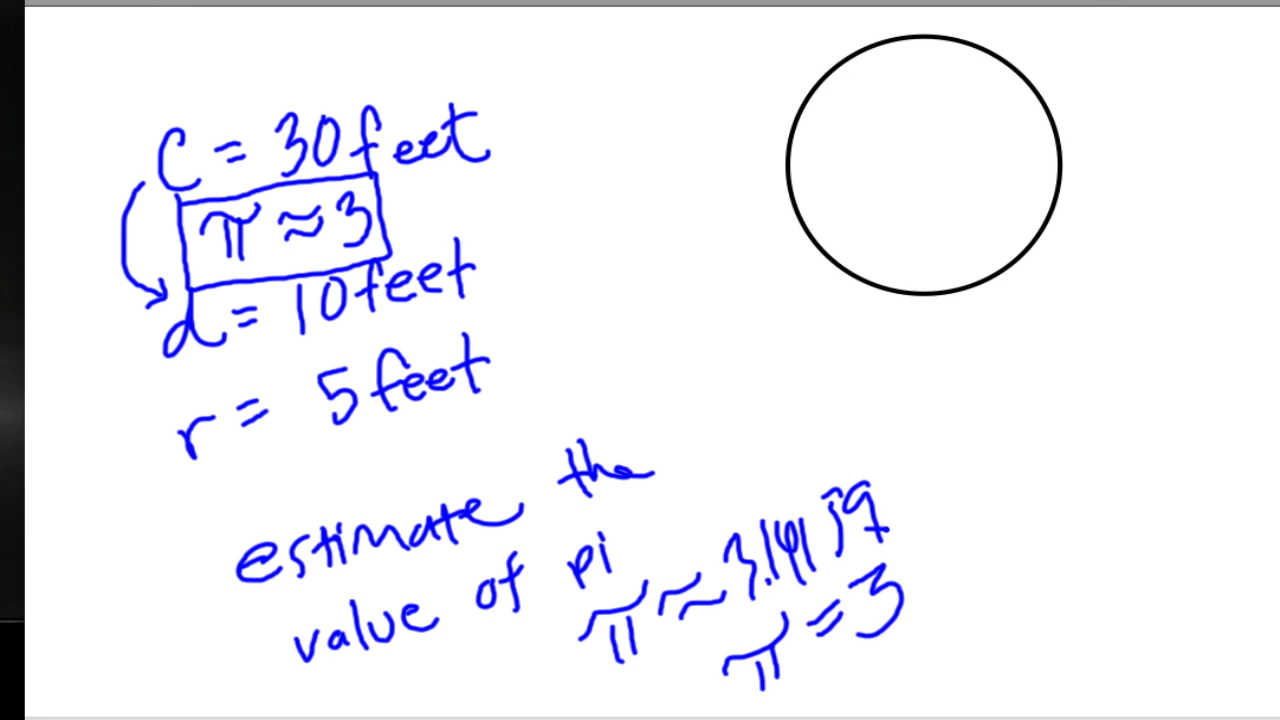 C = 30 feet
π ≈ 3
d = 10 feet
r = 5 feet
estimate the
value of pi
π ≈ 3.14159
π = 3